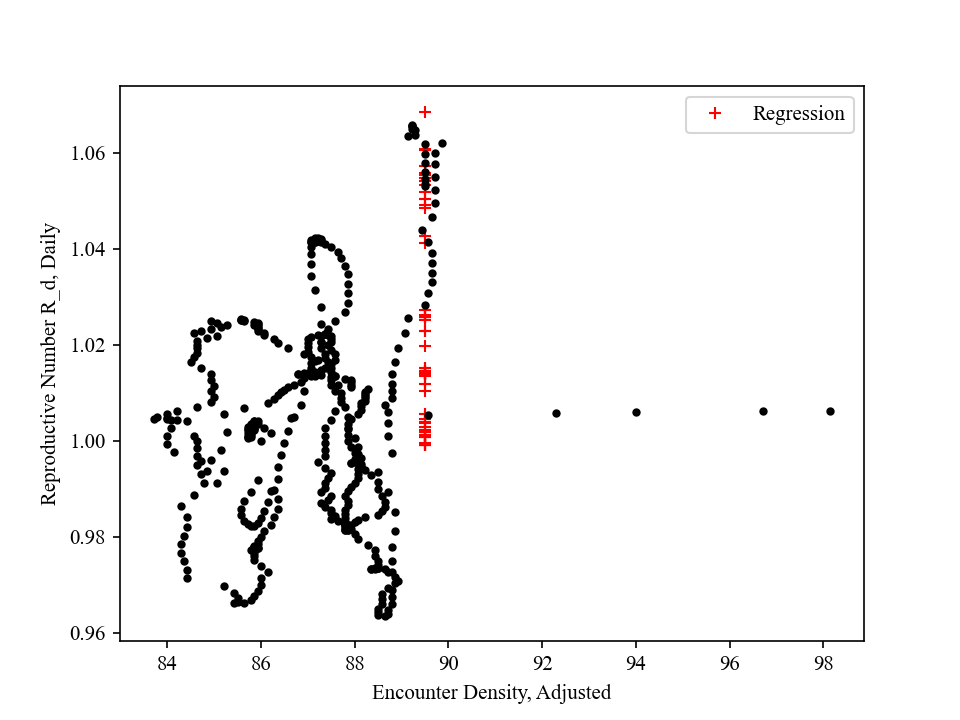 Regression
1.06
1.04
1.02
1.00
0.98
0.96
Reproductive Number R_d, Daily
84 86 88 90 92 94 96 98
Encounter Density, Adjusted